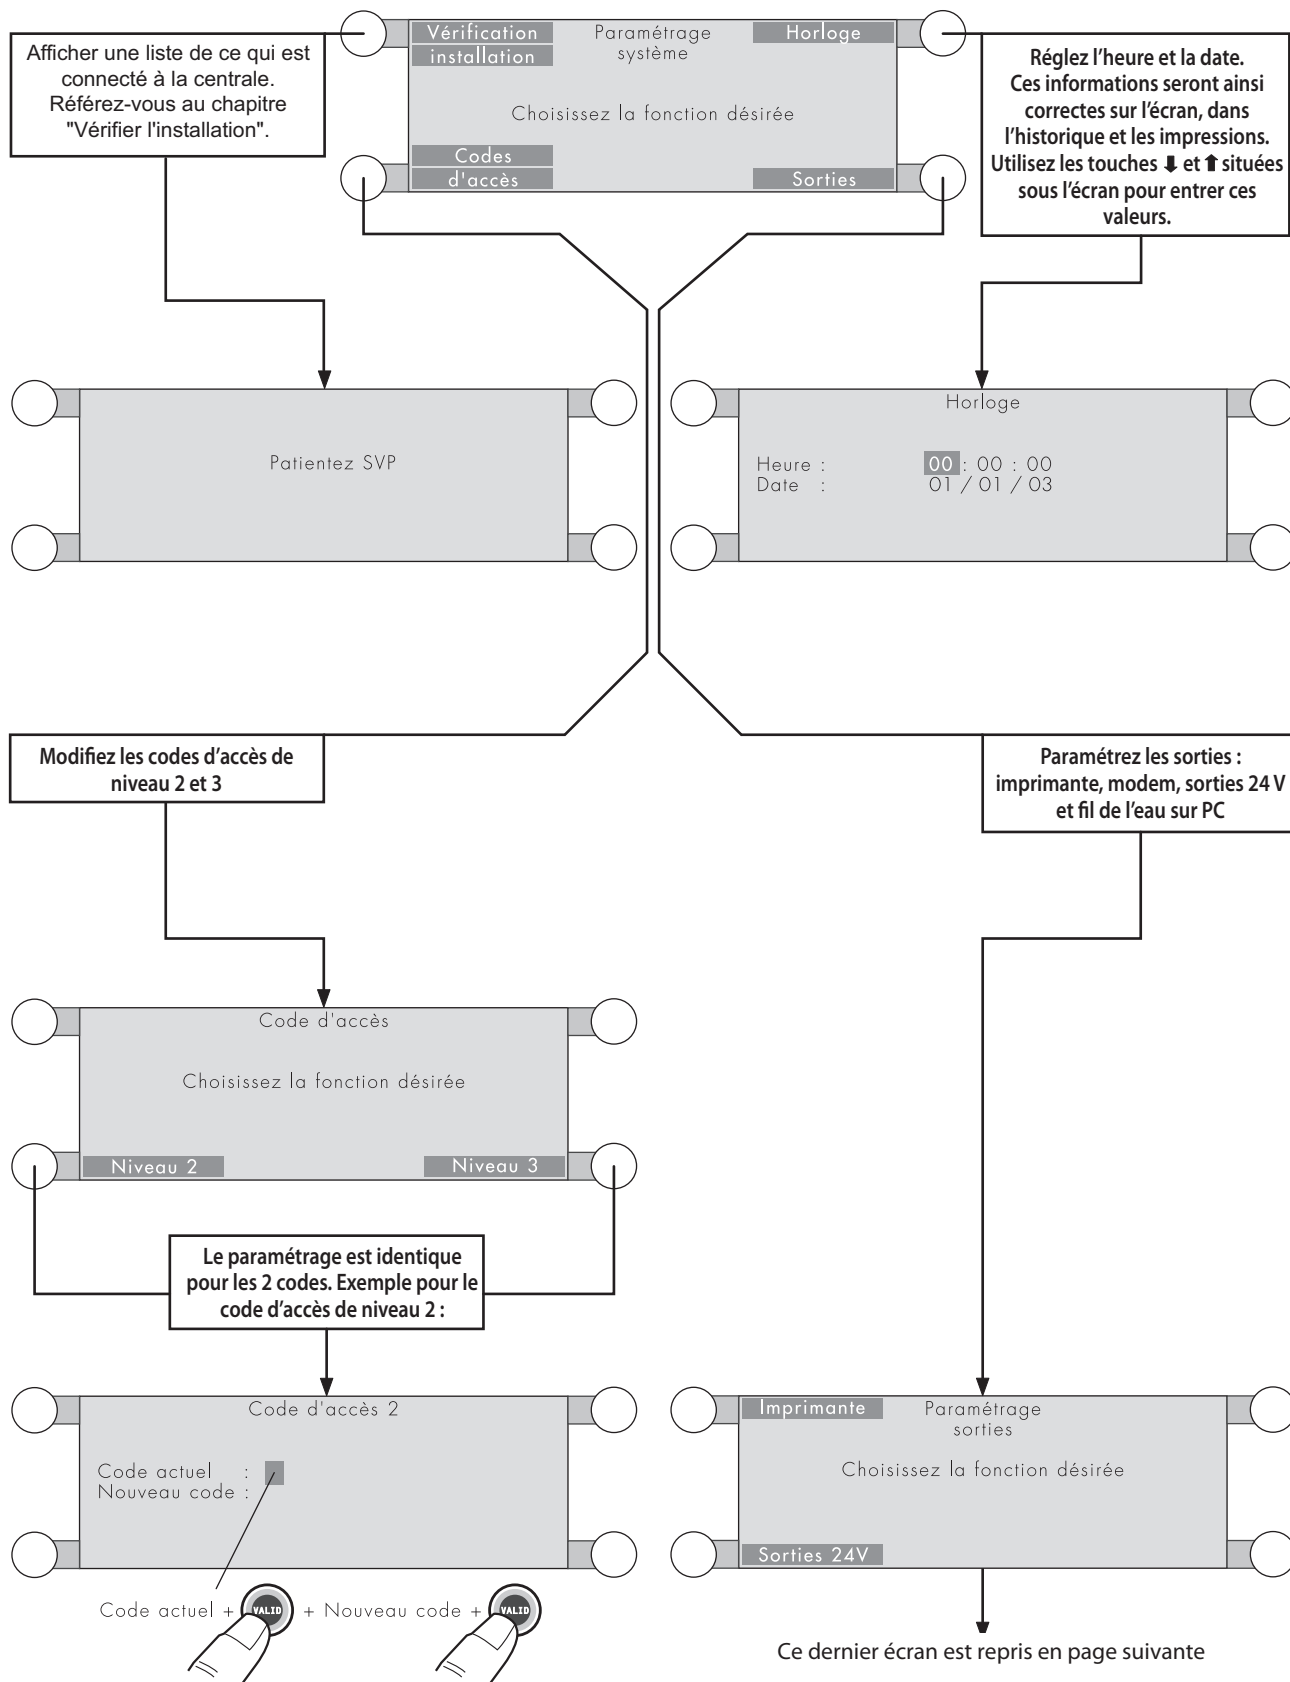 Afficher une liste de ce qui est
connecté à la centrale.
Référez-vous au chapitre
"Vérifier l'installation".
Vérification
installation
Paramétrage
système
Horloge
Choisissez la fonction désirée
Codes
d'accès
Sorties
Réglez l’heure et la date.
Ces informations seront ainsi
correctes sur l’écran, dans
l’historique et les impressions.
Utilisez les touches ⬇ et ⬆ situées
sous l’écran pour entrer ces
valeurs.
Patientez SVP
Horloge
Heure : 00 : 00 : 00
Date : 01 / 01 / 03
Modifiez les codes d’accès de
niveau 2 et 3
Paramétrez les sorties :
imprimante, modem, sorties 24 V
et fil de l’eau sur PC
Code d'accès
Choisissez la fonction désirée
Niveau 2
Niveau 3
Le paramétrage est identique
pour les 2 codes. Exemple pour le
code d’accès de niveau 2 :
Code d'accès 2
Code actuel :
Nouveau code :
Code actuel + VALID + Nouveau code + VALID
Imprimante
Paramétrage
sorties
Choisissez la fonction désirée
Sorties 24V
Ce dernier écran est repris en page suivante